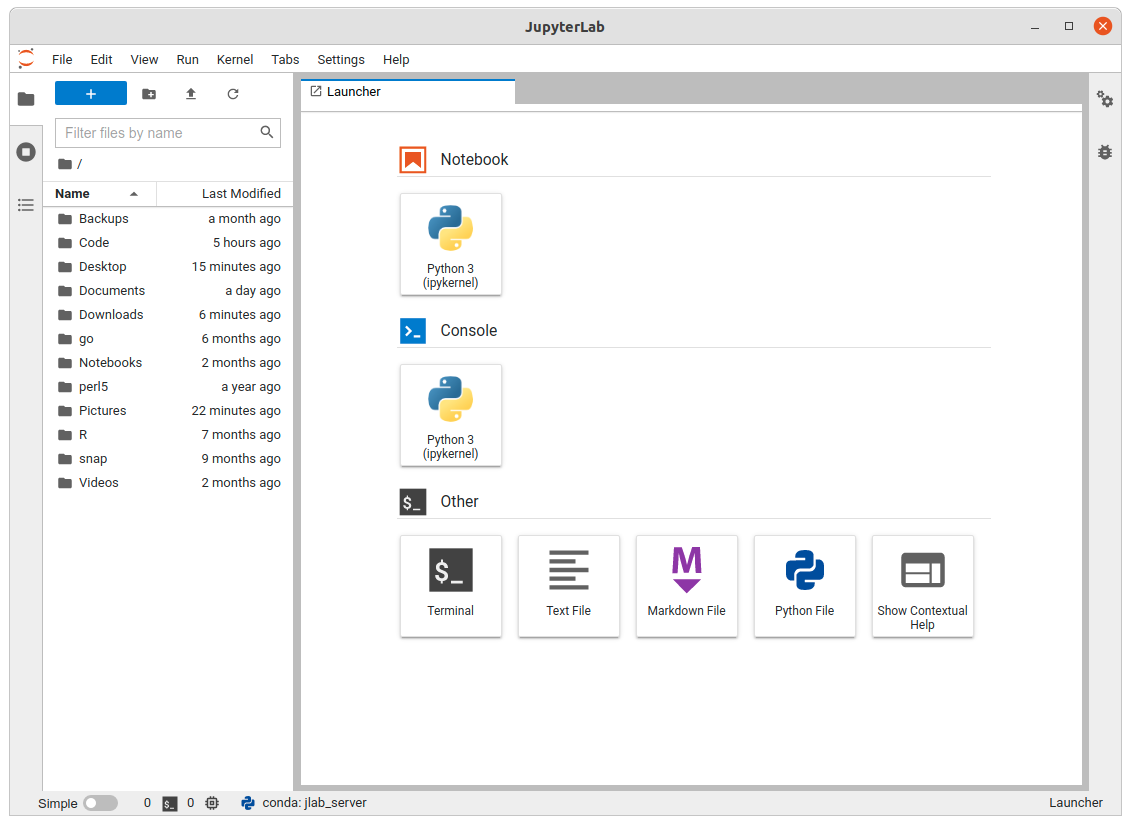 JupyterLab
File Edit View Run Kernel Tabs Settings Help
+
Launcher
Filter files by name
/
Name Last Modified
Backups a month ago
Code 5 hours ago
Desktop 15 minutes ago
Documents a day ago
Downloads 6 minutes ago
go 6 months ago
Notebooks 2 months ago
perl5 a year ago
Pictures 22 minutes ago
R 7 months ago
snap 9 months ago
Videos 2 months ago
Notebook
Python 3
(ipykernel)
>_ Console
Python 3
(ipykernel)
$_ Other
$_
Terminal
Text File
M
Markdown File
Python File
Show Contextual
Help
Simple 0 $_ 0 conda: jlab_server Launcher